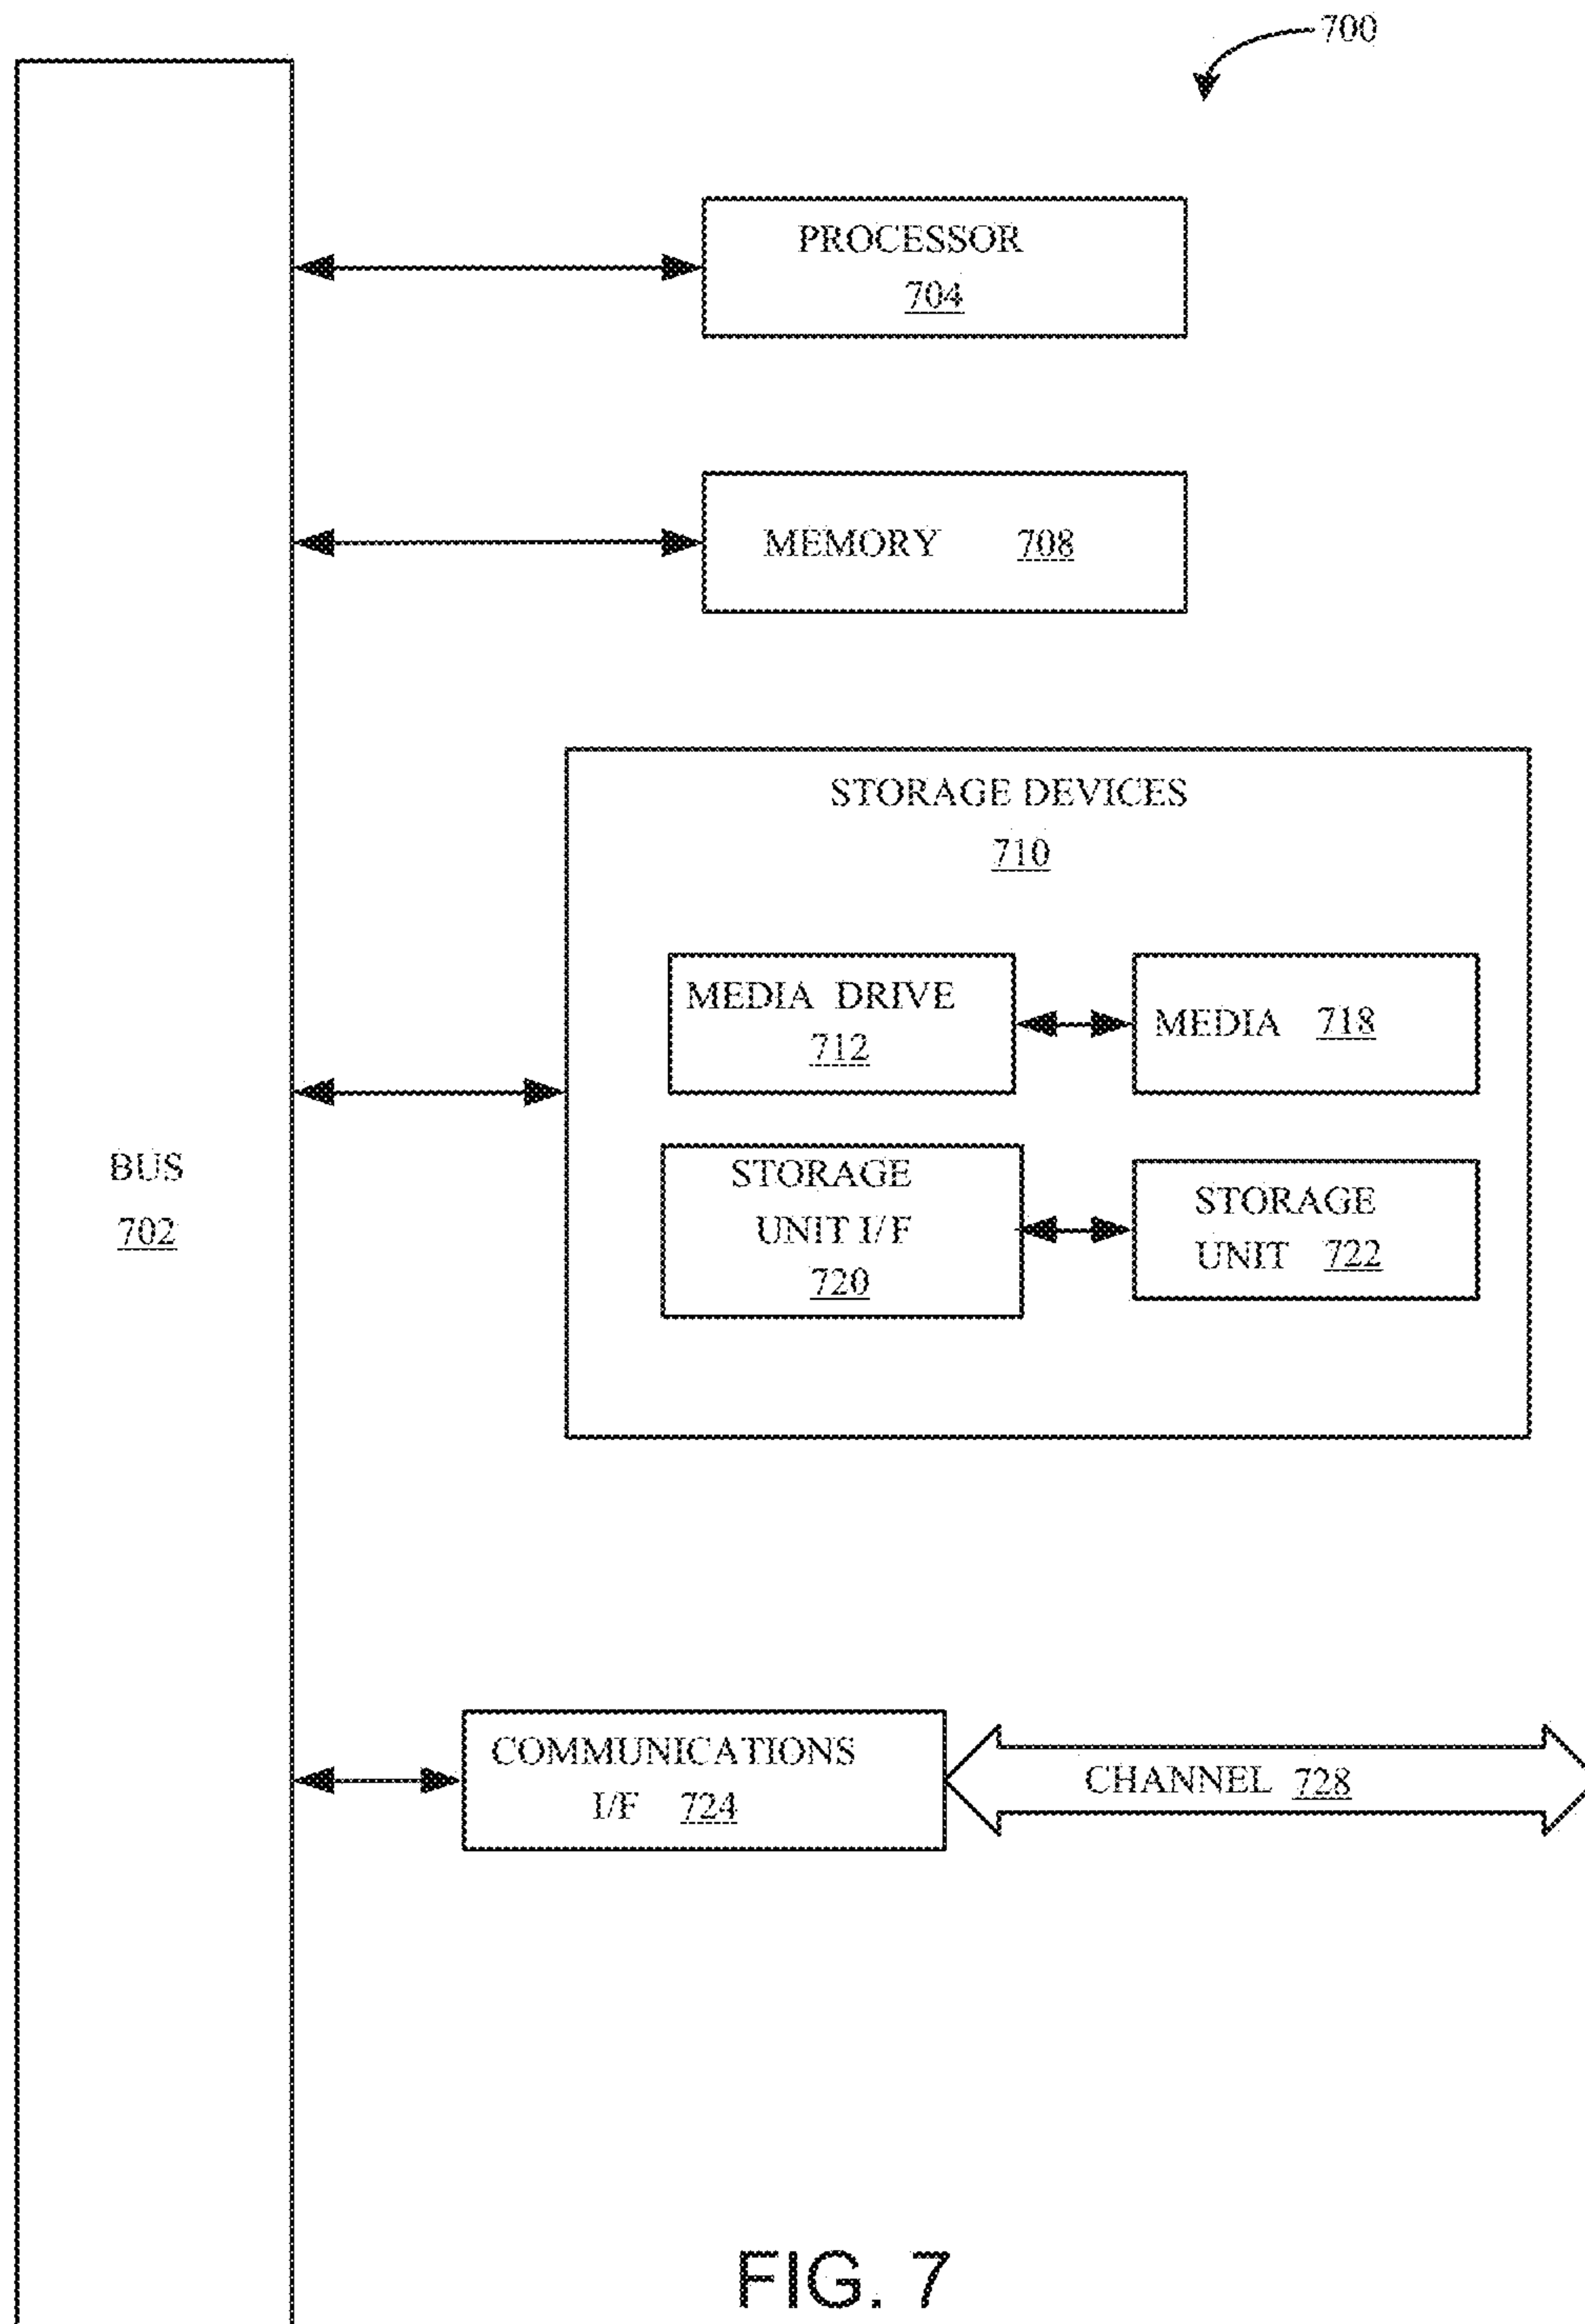 700
PROCESSOR
704
MEMORY 708
STORAGE DEVICES
710
MEDIA DRIVE
712
MEDIA 718
BUS
702
STORAGE
UNIT I/F
720
STORAGE
UNIT 722
COMMUNICATIONS
I/F 724
CHANNEL 728
FIG. 7